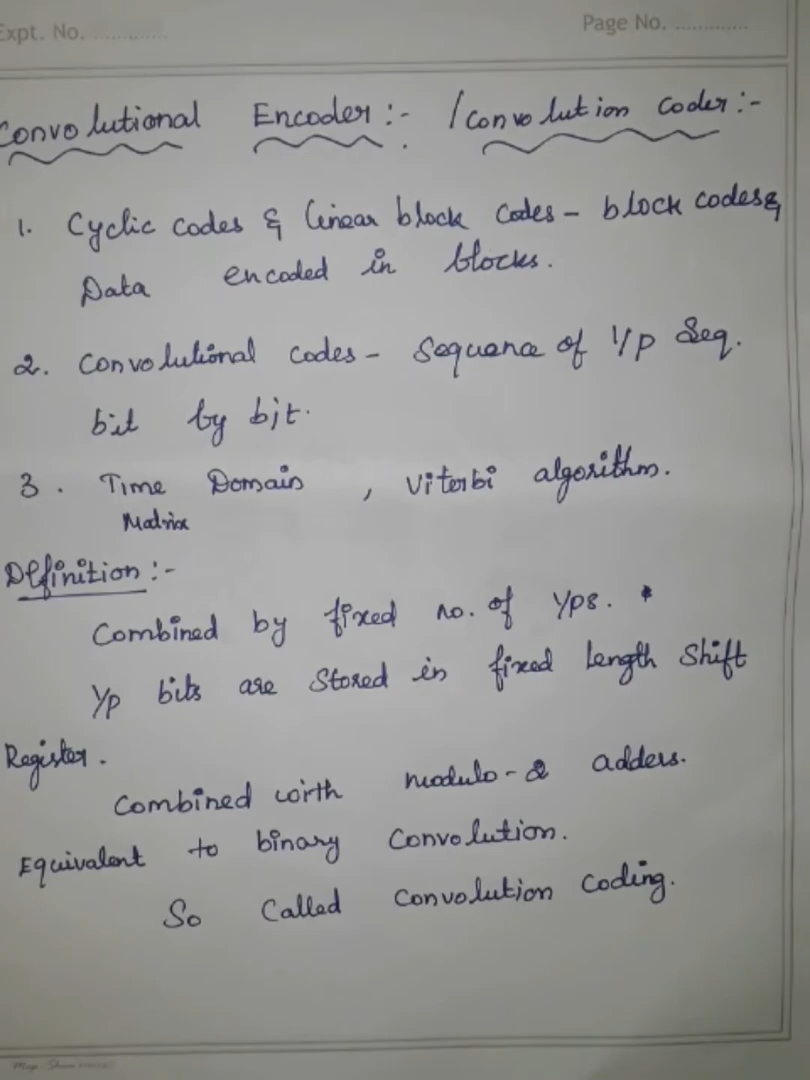 Expt. No. ............
Page No. ............
Convolutional Encoder :- / Convolution Coder :-
1. Cyclic codes & linear block codes - block codes &
Data encoded in blocks.
2. Convolutional codes - Sequence of I/p Seq.
bit by bit.
3. Time Domain , Viterbi algorithm.
Matrix
Definition :-
Combined by fixed no. of I/ps.
I/p bits are Stored in fixed length Shift
Register.
Combined with modulo-2 adders.
Equivalent to binary Convolution.
So Called Convolution Coding.